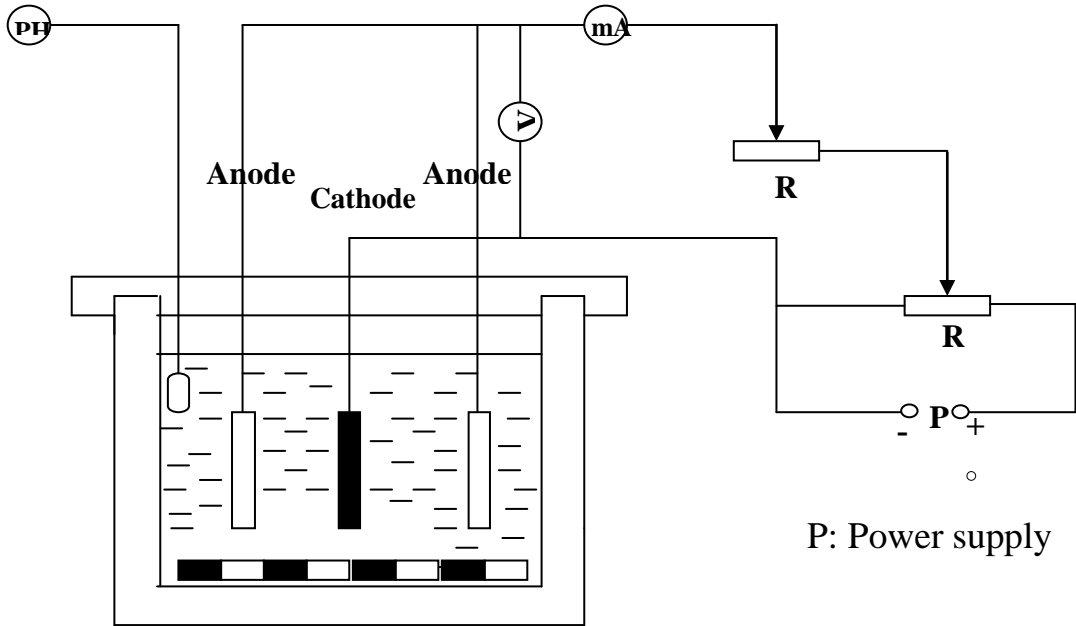 PH
mA
V
Anode
Cathode
Anode
R
R
-
P
+
P: Power supply